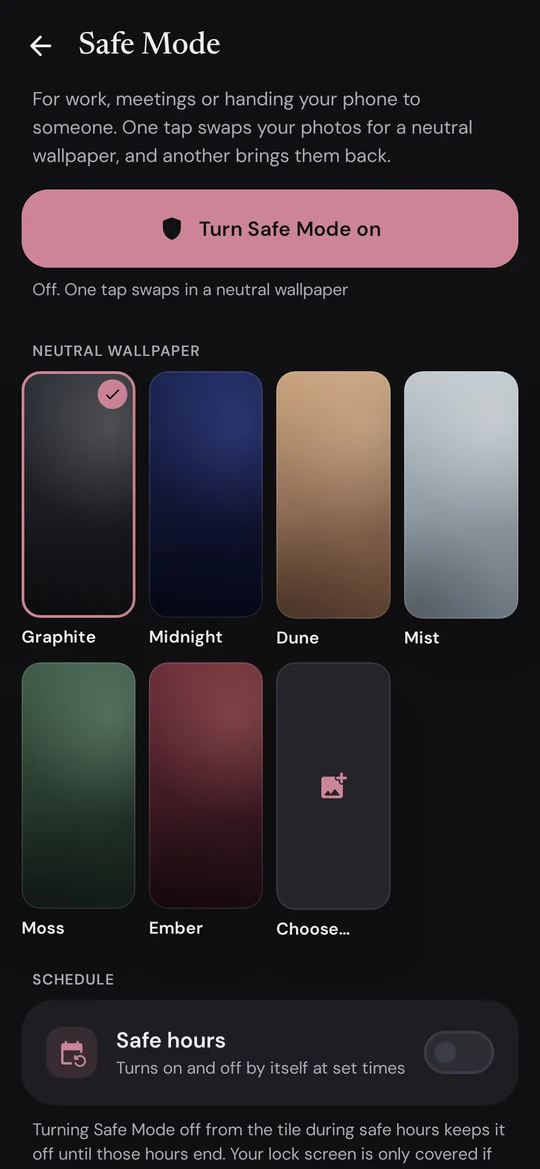 Safe Mode
For work, meetings or handing your phone to
someone. One tap swaps your photos for a neutral
wallpaper, and another brings them back.
Turn Safe Mode on
Off. One tap swaps in a neutral wallpaper
NEUTRAL WALLPAPER
Graphite
Midnight
Dune
Mist
Moss
Ember
Choose...
SCHEDULE
Safe hours
Turns on and off by itself at set times
Turning Safe Mode off from the tile during safe hours keeps it
off until those hours end. Your lock screen is only covered if